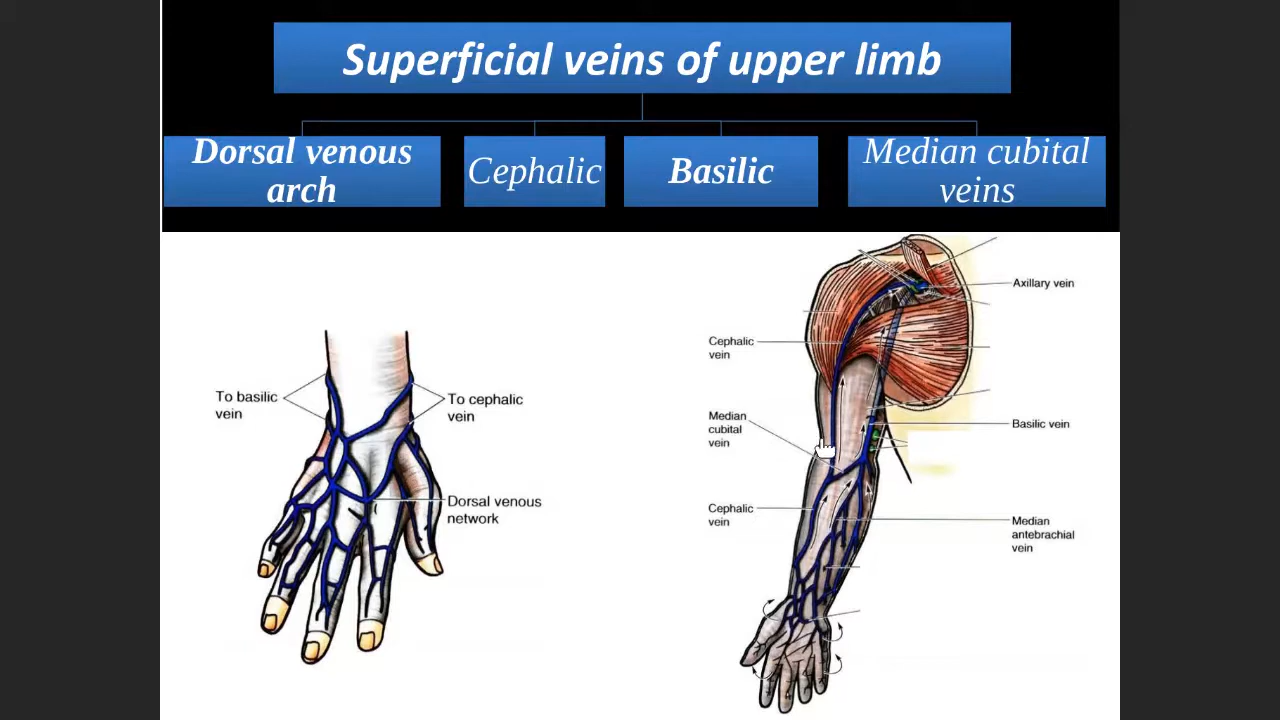 Superficial veins of upper limb
Dorsal venous
arch
Cephalic
Basilic
Median cubital
veins
To basilic
vein
To cephalic
vein
Dorsal venous
network
Axillary vein
Cephalic
vein
Median
cubital
vein
Basilic vein
Cephalic
vein
Median
antebrachial
vein